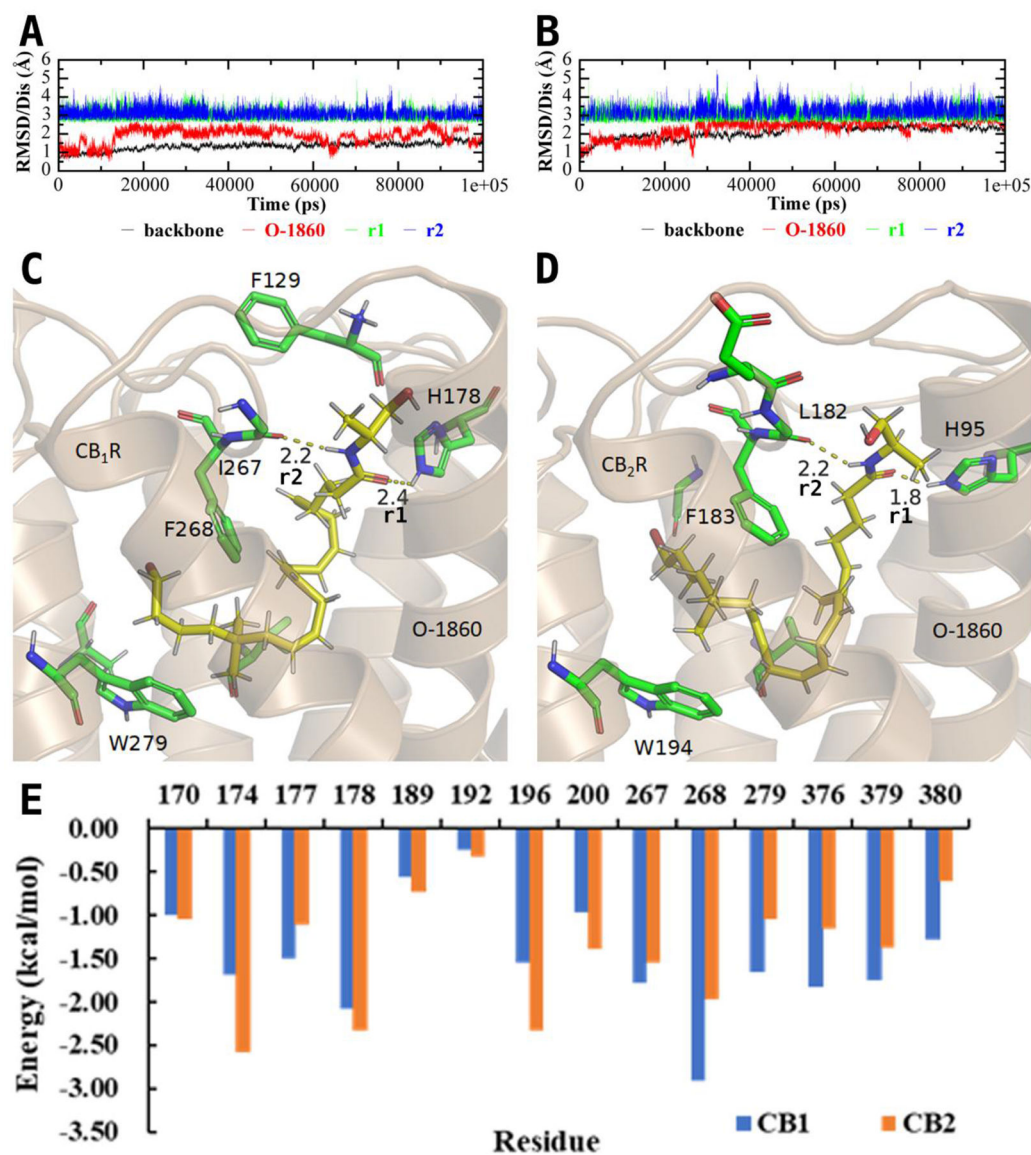 A
RMSD/Dis (Å)
6
5
4
3
2
1
0
0 20000 40000 60000 80000 1e+05
Time (ps)
backbone O-1860 r1 r2
B
RMSD/Dis (Å)
6
5
4
3
2
1
0
0 20000 40000 60000 80000 1e+05
Time (ps)
backbone O-1860 r1 r2
C
F129
H178
CB1R
I267
2.2
r2
2.4
r1
F268
O-1860
W279
D
L182
H95
CB2R
2.2
r2
1.8
r1
F183
O-1860
W194
E
170 174 177 178 189 192 196 200 267 268 279 376 379 380
0.00
-0.50
-1.00
-1.50
-2.00
-2.50
-3.00
-3.50
Energy (kcal/mol)
CB1 CB2
Residue